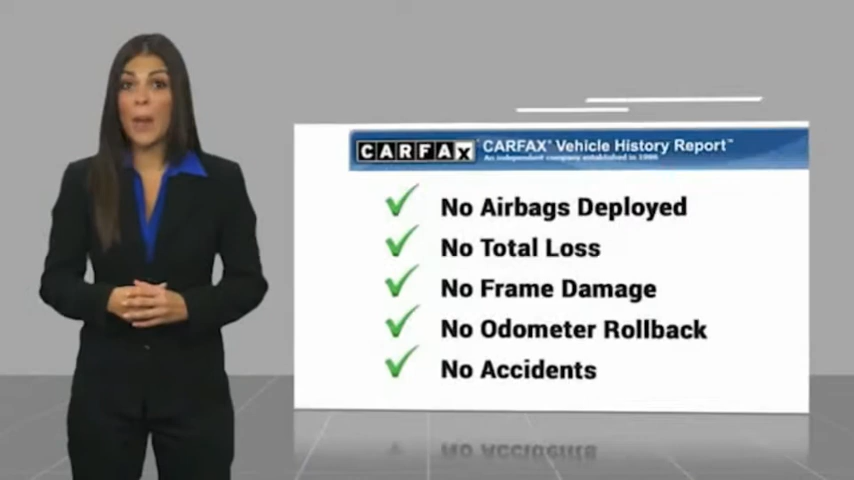 CARFAX CARFAX® Vehicle History Report™
An independent company established in 1986
No Airbags Deployed
No Total Loss
No Frame Damage
No Odometer Rollback
No Accidents